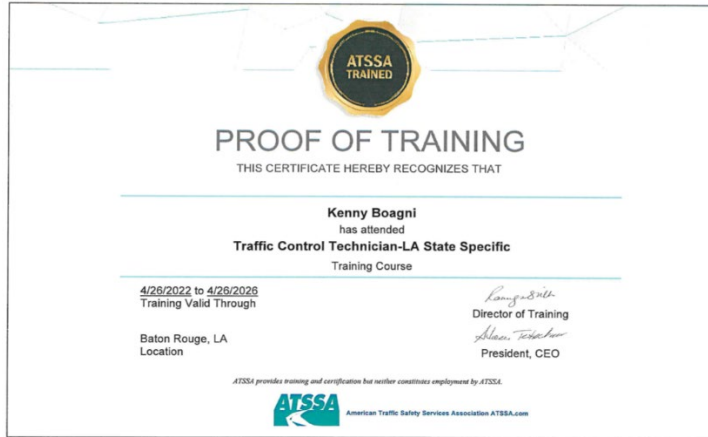 ATSSA
TRAINED
PROOF OF TRAINING
THIS CERTIFICATE HEREBY RECOGNIZES THAT
Kenny Boagni
has attended
Traffic Control Technician-LA State Specific
Training Course
4/26/2022 to 4/26/2026
Training Valid Through
Director of Training
Baton Rouge, LA
Location
President, CEO
ATSSA provides training and certification but neither constitutes employment by ATSSA.
ATSSA
American Traffic Safety Services Association ATSSA.com